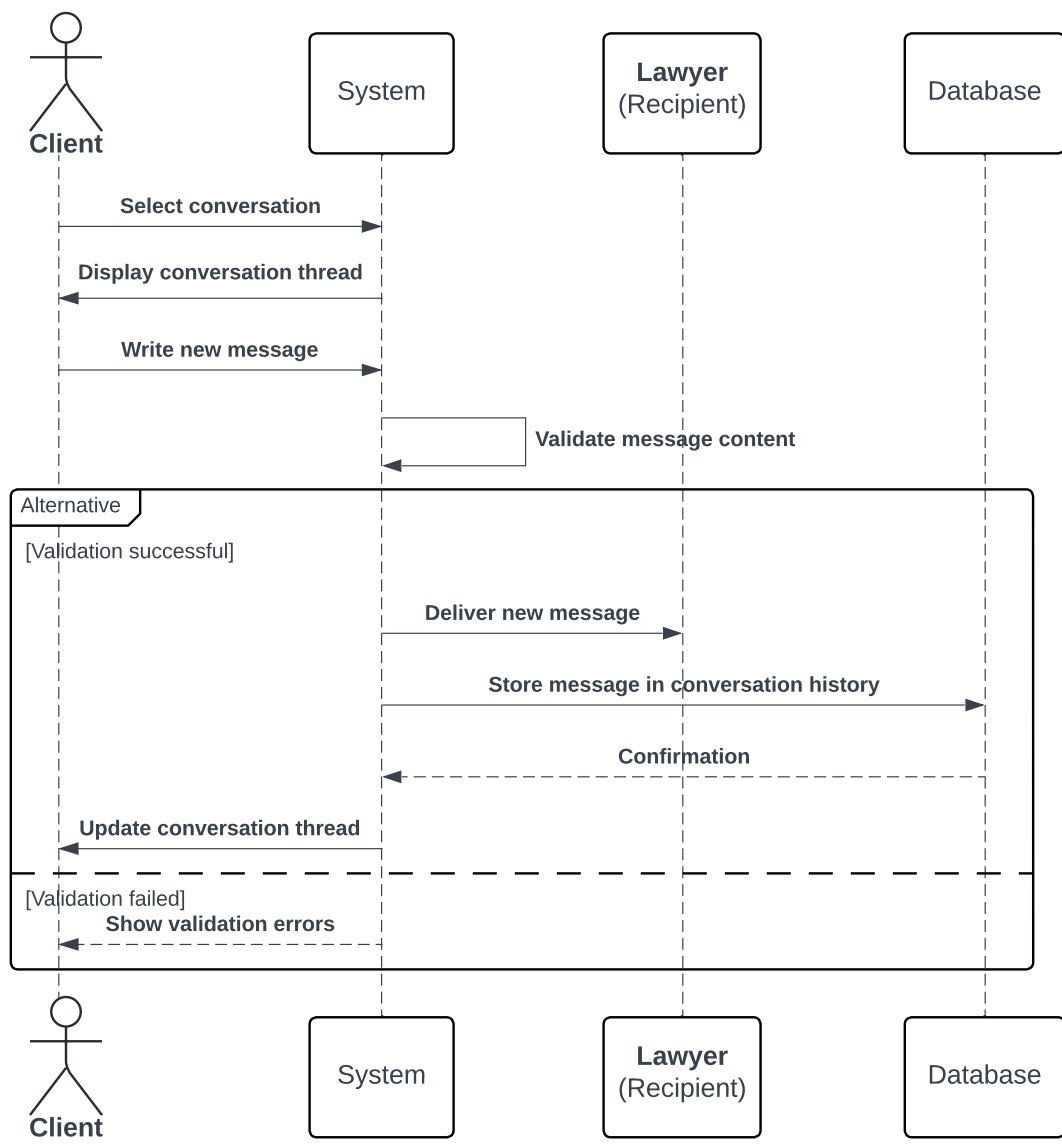 Client
System
Lawyer
(Recipient)
Database
Select conversation
Display conversation thread
Write new message
Validate message content
Alternative
[Validation successful]
Deliver new message
Store message in conversation history
Confirmation
Update conversation thread
[Validation failed]
Show validation errors
Client
System
Lawyer
(Recipient)
Database